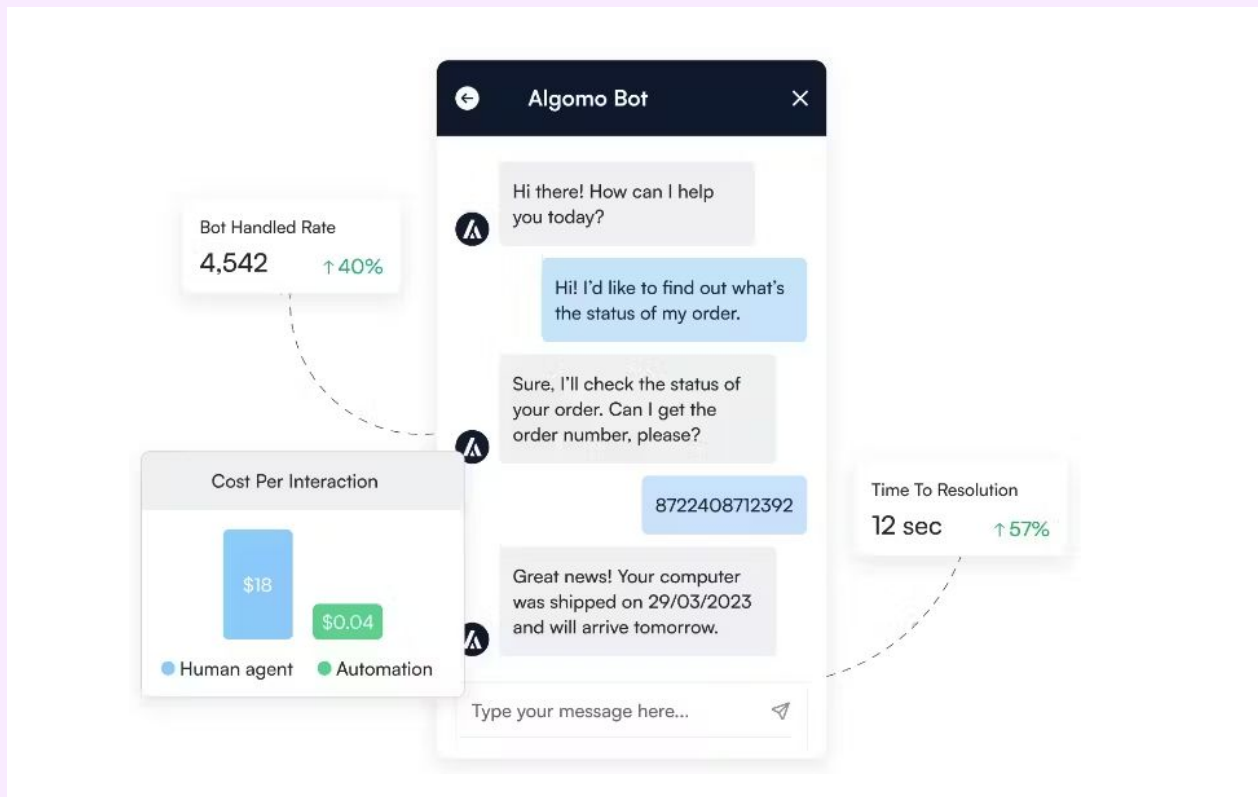 Algomo Bot
Hi there! How can I help
you today?
Hi! I'd like to find out what's
the status of my order.
Sure, I'll check the status of
your order. Can I get the
order number, please?
8722408712392
Great news! Your computer
was shipped on 29/03/2023
and will arrive tomorrow.
Type your message here...
Bot Handled Rate
4,542 ↑40%
Cost Per Interaction
$18
$0.04
Human agent Automation
Time To Resolution
12 sec ↑57%